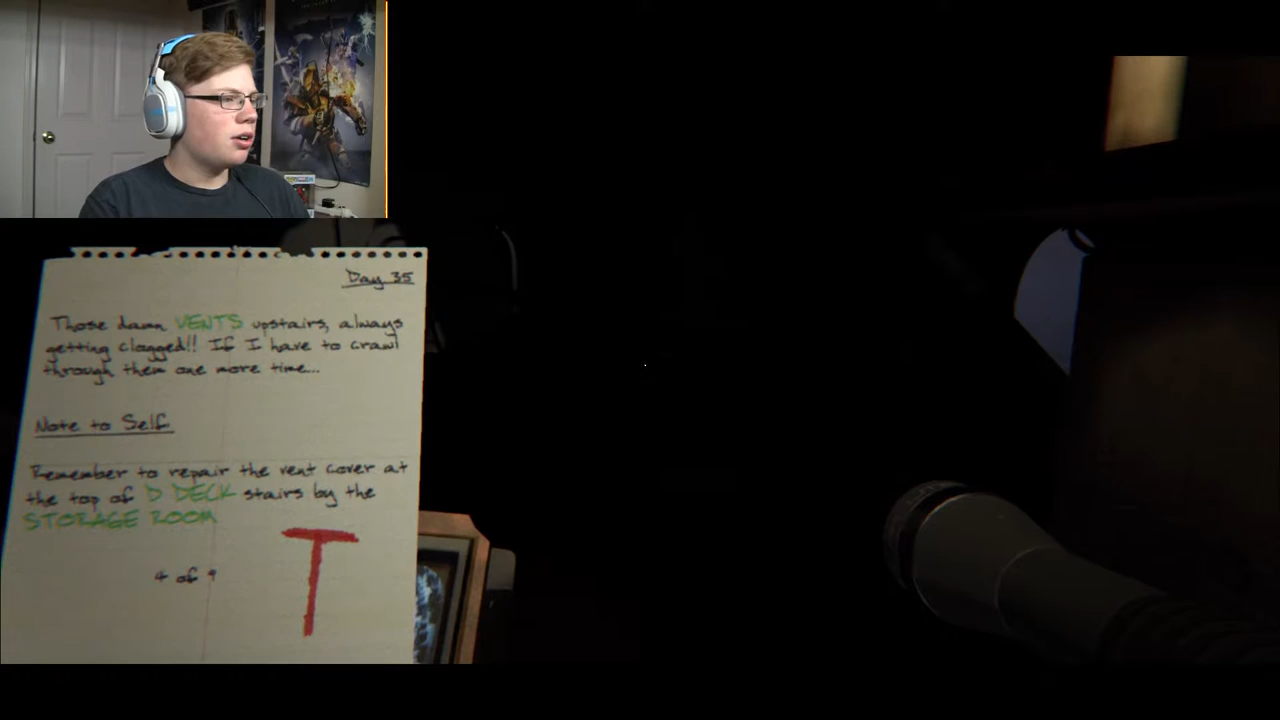 Day 35
Those damn VENTS upstairs, always
getting clogged!! If I have to crawl
through them one more time...
Note to Self:
Remember to repair the vent cover at
the top of D DECK stairs by the
STORAGE ROOM
4 of 9
T